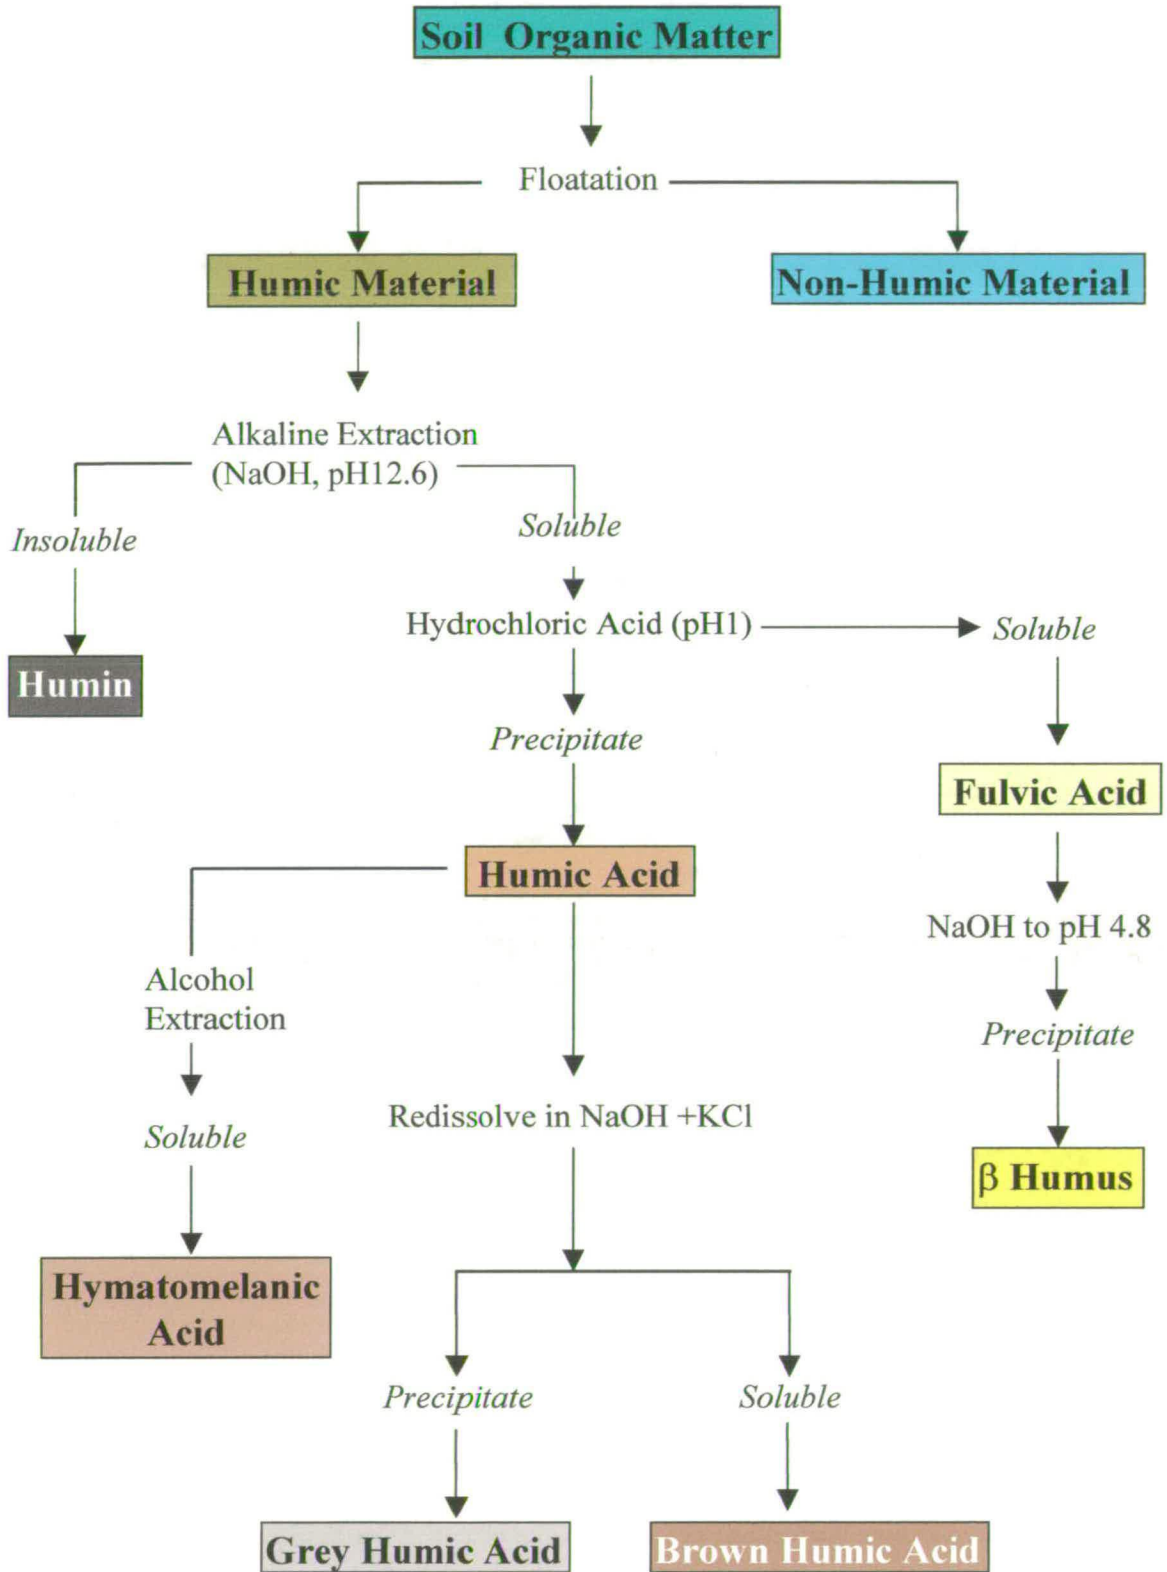 Soil Organic Matter
Floatation
Humic Material
Non-Humic Material
Alkaline Extraction
(NaOH, pH12.6)
Insoluble
Soluble
Hydrochloric Acid (pH1)
Soluble
Humin
Precipitate
Fulvic Acid
Humic Acid
NaOH to pH 4.8
Alcohol
Extraction
Precipitate
Redissolve in NaOH +KCl
Soluble
β Humus
Hymatomelanic
Acid
Precipitate
Soluble
Grey Humic Acid
Brown Humic Acid